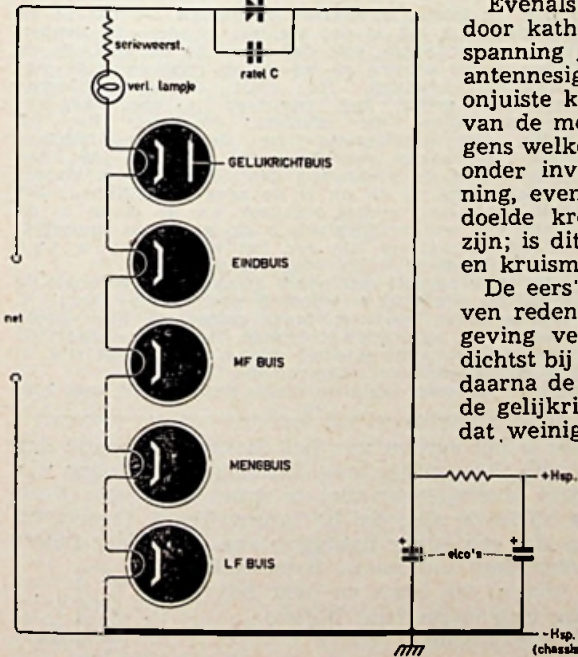 serieweerst.
verl. lampje
ratel C
GELIJKRICHTBUIS
EINDBUIS
net
MF BUIS
MENGBUIS
LF BUIS
+Hsp.
+
elco's
+
-Hsp.
(chassis
Evenals
door kath
spanning
antennesig
onjuiste k
van de me
gens welke
onder inv
ning, even
doelde kr
zijn; is dit
en kruism
De eers
ven reden
geving ve
dichtst bij
daarna de
de gelijkri
dat weinig